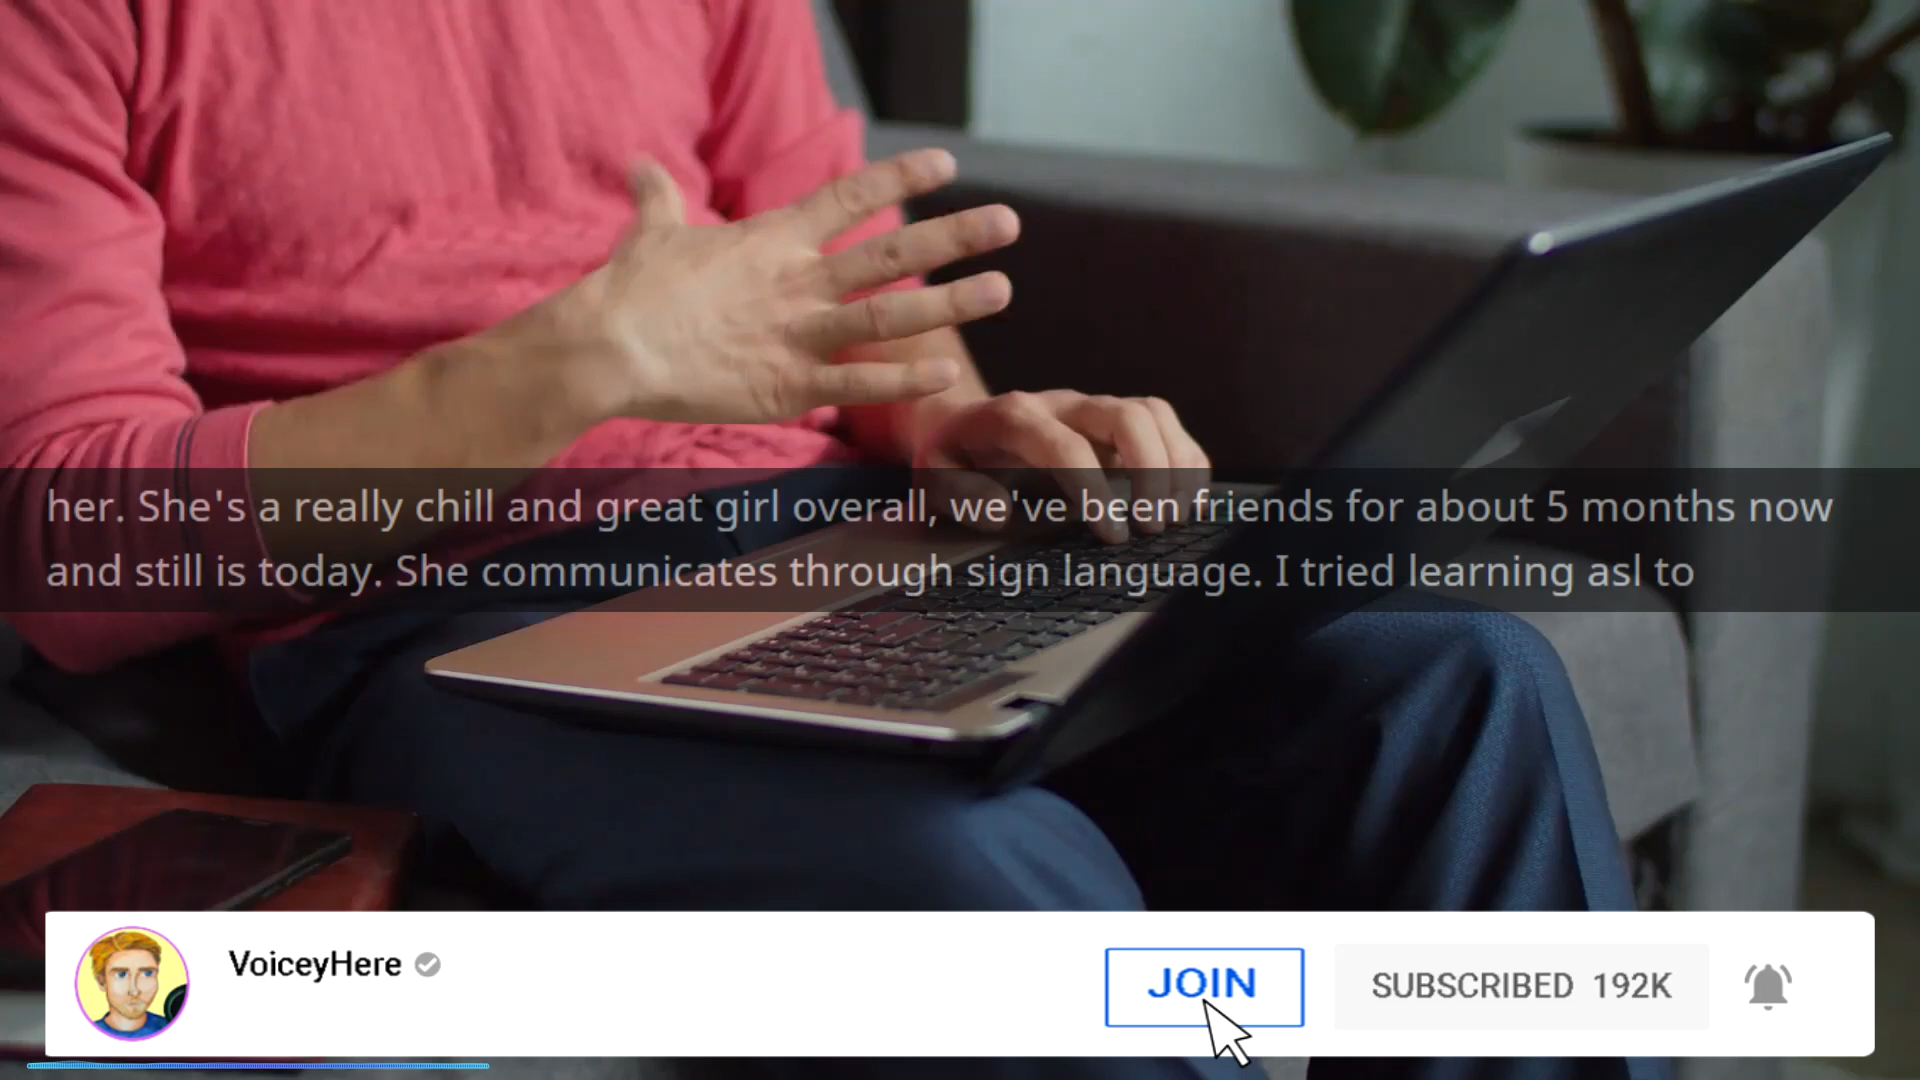 her. She's a really chill and great girl overall, we've been friends for about 5 months now
and still is today. She communicates through sign language. I tried learning asl to
VoiceyHere
JOIN
SUBSCRIBED 192K